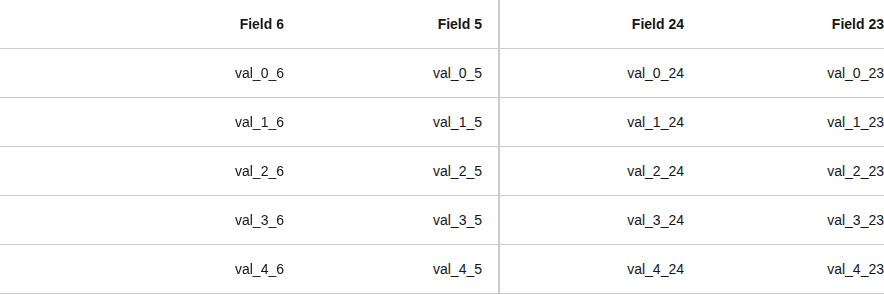 Field 6 Field 5 Field 24 Field 23
val_0_6 val_0_5 val_0_24 val_0_23
val_1_6 val_1_5 val_1_24 val_1_23
val_2_6 val_2_5 val_2_24 val_2_23
val_3_6 val_3_5 val_3_24 val_3_23
val_4_6 val_4_5 val_4_24 val_4_23